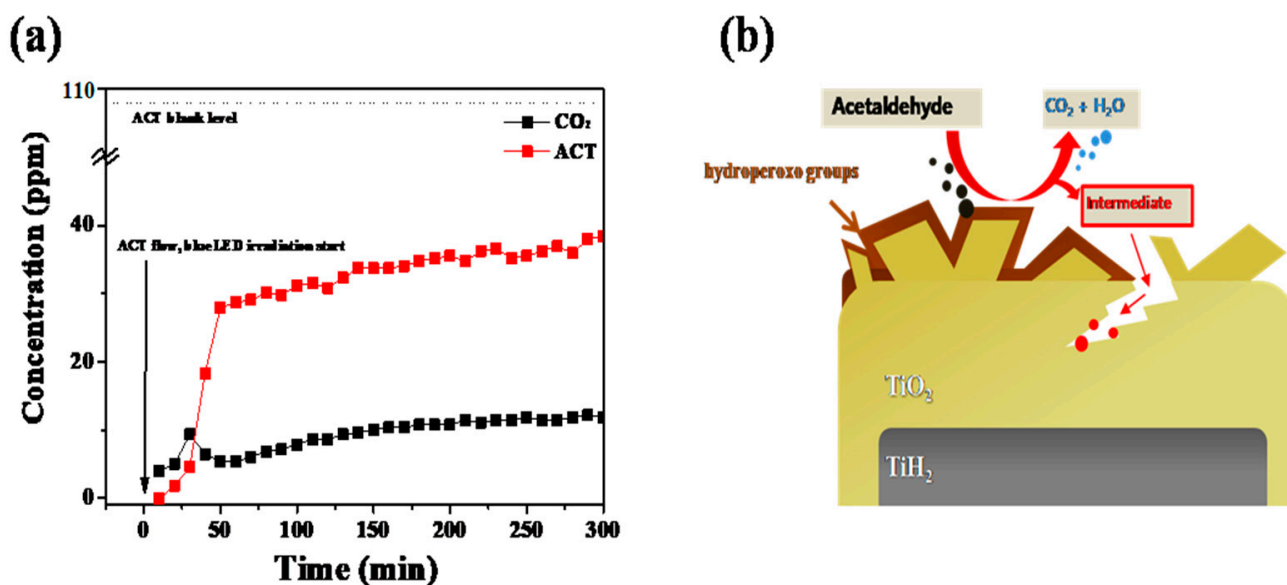 (a)
(b)
110
ACT blank level
CO₂
ACT
40
ACT flow, blue LED irradiation start
20
0
Concentration (ppm)
0 50 100 150 200 250 300
Time (min)
Acetaldehyde
CO₂ + H₂O
hydroperoxo groups
Intermediate
TiO₂
TiH₂